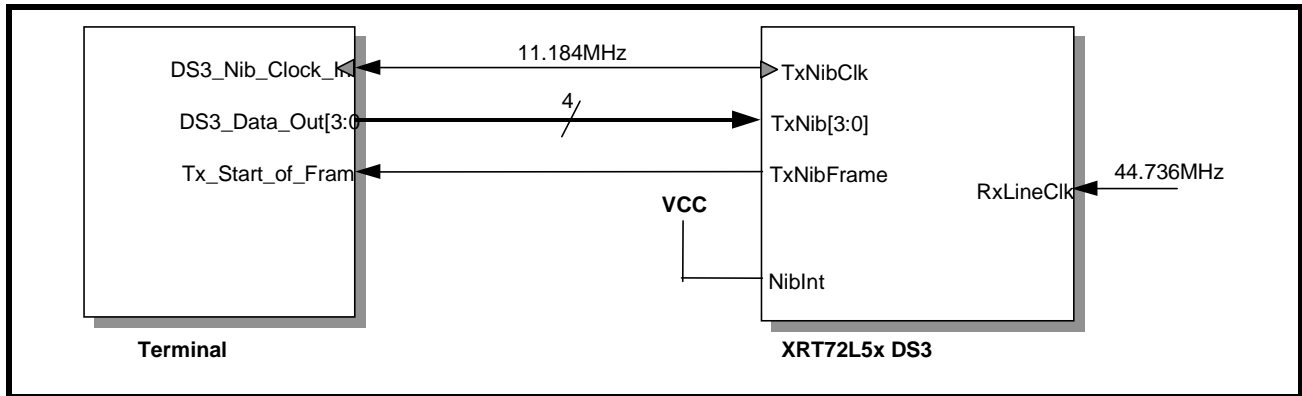 11.184MHz
DS3_Nib_Clock_In
TxNibClk
4
DS3_Data_Out[3:0
TxNib[3:0]
Tx_Start_of_Fram
TxNibFrame
44.736MHz
RxLineClk
VCC
NibInt
Terminal
XRT72L5x DS3